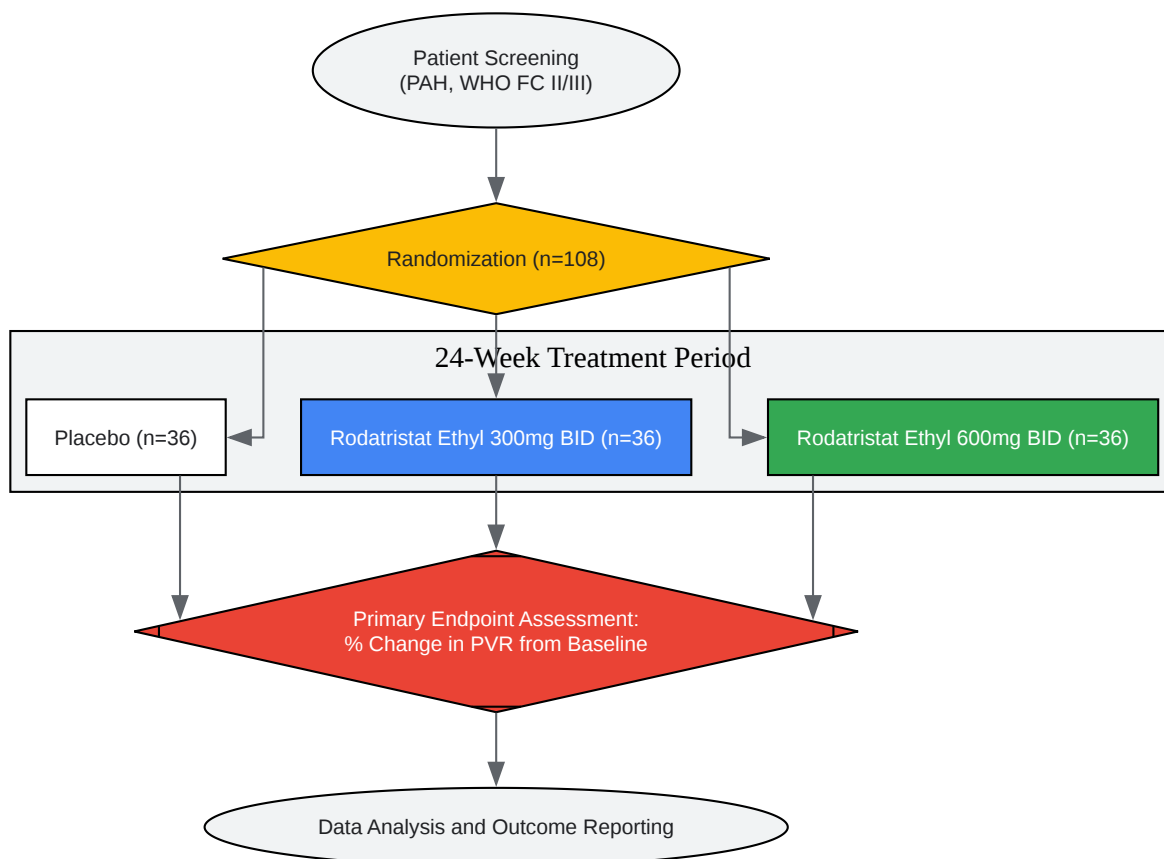 Patient Screening
(PAH, WHO FC II/III)
Randomization (n=108)
24-Week Treatment Period
Placebo (n=36)
Rodatristat Ethyl 300mg BID (n=36)
Rodatristat Ethyl 600mg BID (n=36)
Primary Endpoint Assessment:
% Change in PVR from Baseline
Data Analysis and Outcome Reporting